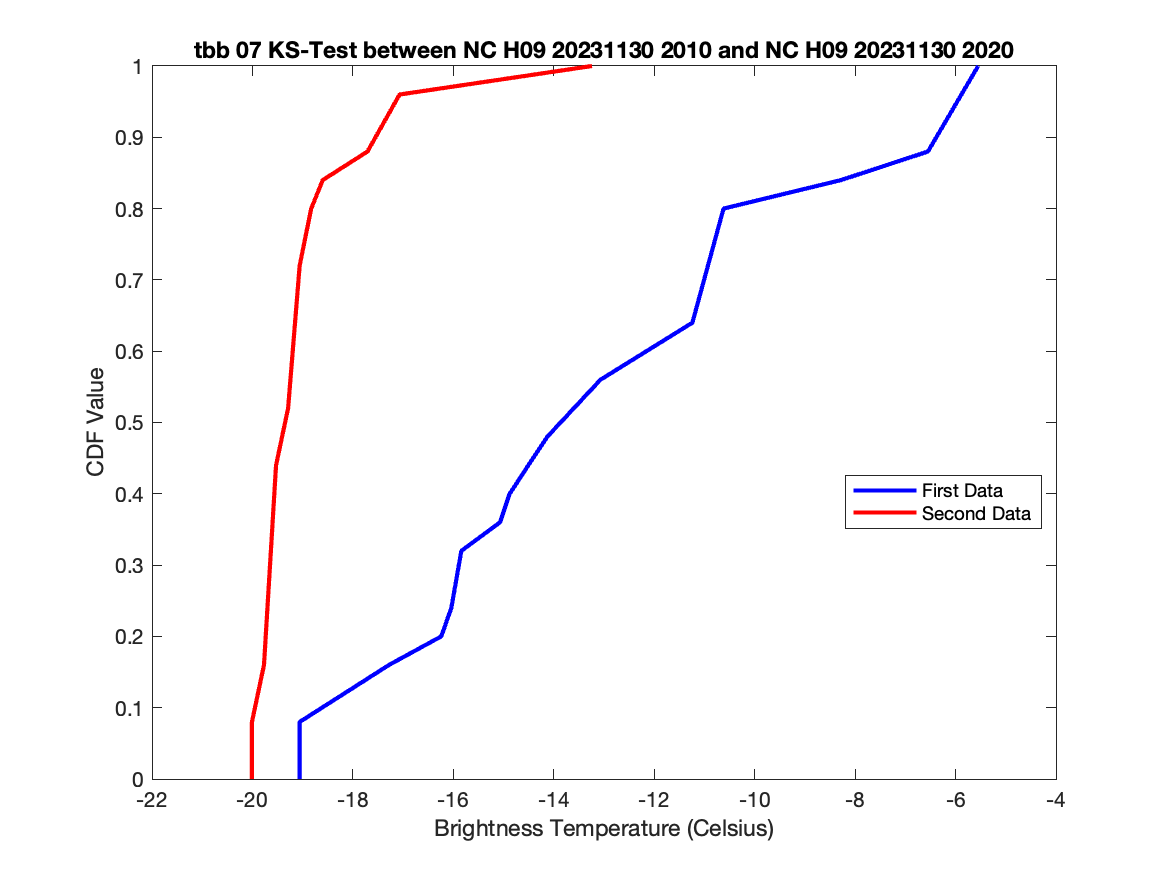 tbb 07 KS-Test between NC H09 20231130 2010 and NC H09 20231130 2020
1
0.9
0.8
0.7
0.6
0.5
0.4
0.3
0.2
0.1
0
CDF Value
First Data
Second Data
-22 -20 -18 -16 -14 -12 -10 -8 -6 -4
Brightness Temperature (Celsius)